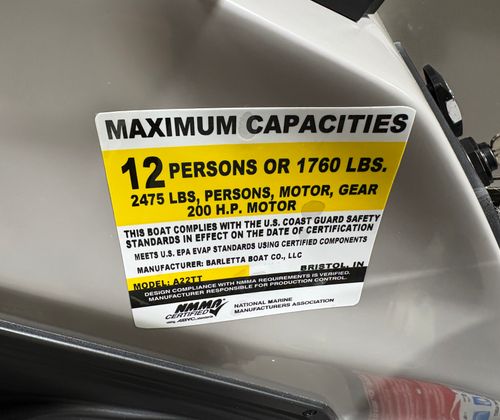 MAXIMUM CAPACITIES
12 PERSONS OR 1760 LBS.
2475 LBS, PERSONS, MOTOR, GEAR
200 H.P. MOTOR
THIS BOAT COMPLIES WITH THE U.S. COAST GUARD SAFETY
STANDARDS IN EFFECT ON THE DATE OF CERTIFICATION
MEETS U.S. EPA EVAP STANDARDS USING CERTIFIED COMPONENTS
MANUFACTURER: BARLETTA BOAT CO., LLC
BRISTOL, IN
MODEL: A22TT
DESIGN COMPLIANCE WITH NMMA REQUIREMENTS IS VERIFIED.
MANUFACTURER RESPONSIBLE FOR PRODUCTION CONTROL.
NMMA
CERTIFIED
NATIONAL MARINE
MANUFACTURERS ASSOCIATION